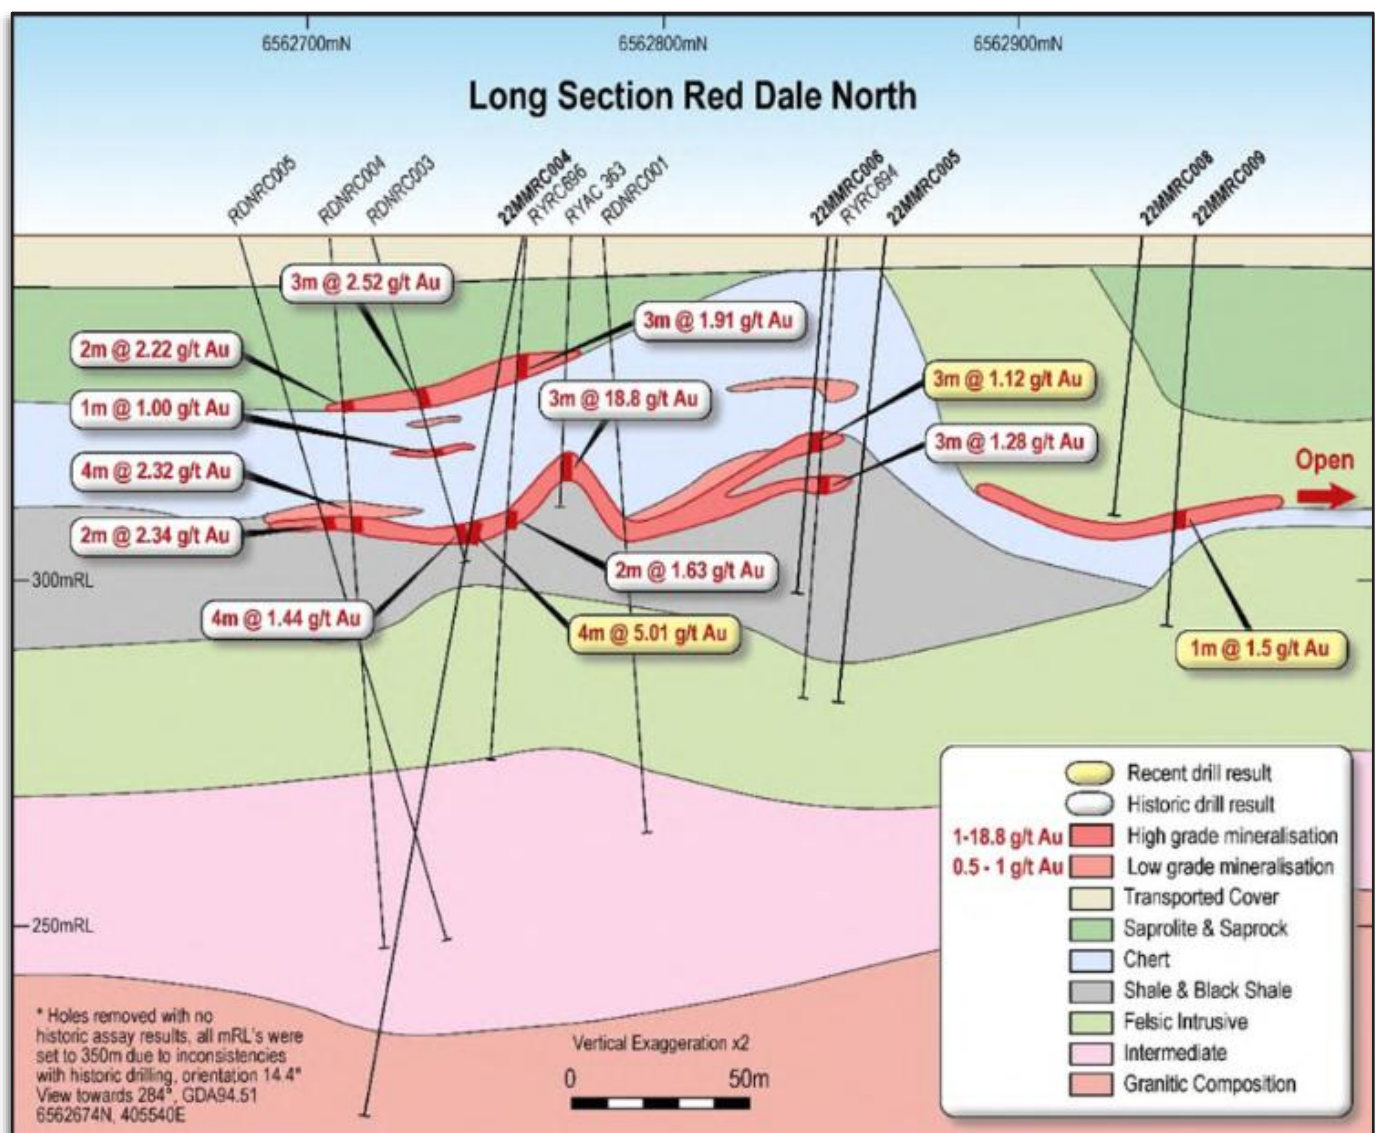 6562700mN
6562800mN
6562900mN
Long Section Red Dale North
RDNRC005
RDNRC004
RDNRC003
22MMRC004
RYRC696
RYAC 363
RDNRC001
22MMRC006
RYRC694
22MMRC005
22MMRC008
22MMRC009
3m @ 2.52 g/t Au
3m @ 1.91 g/t Au
2m @ 2.22 g/t Au
3m @ 1.12 g/t Au
1m @ 1.00 g/t Au
3m @ 18.8 g/t Au
3m @ 1.28 g/t Au
4m @ 2.32 g/t Au
Open
2m @ 2.34 g/t Au
2m @ 1.63 g/t Au
300mRL
4m @ 1.44 g/t Au
4m @ 5.01 g/t Au
1m @ 1.5 g/t Au
250mRL
Recent drill result
Historic drill result
1-18.8 g/t Au High grade mineralisation
0.5 - 1 g/t Au Low grade mineralisation
Transported Cover
Saprolite & Saprock
Chert
Shale & Black Shale
Felsic Intrusive
Intermediate
Granitic Composition
* Holes removed with no
historic assay results, all mRL's were
set to 350m due to inconsistencies
with historic drilling, orientation 14.4°
View towards 284°, GDA94.51
6562674N, 405540E
Vertical Exaggeration x2
0 50m